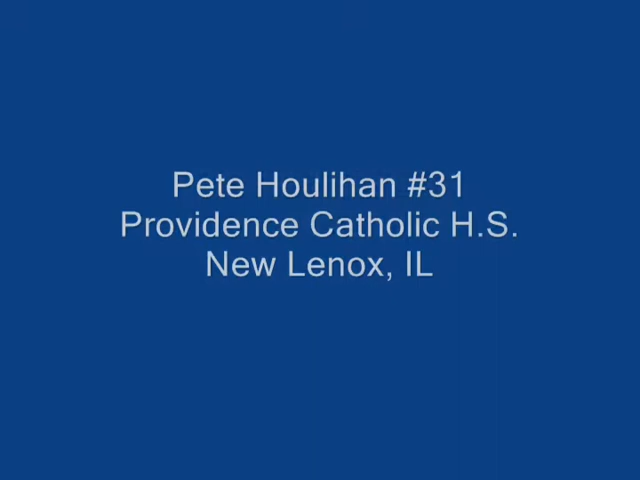 Pete Houlihan #31
Providence Catholic H.S.
New Lenox, IL